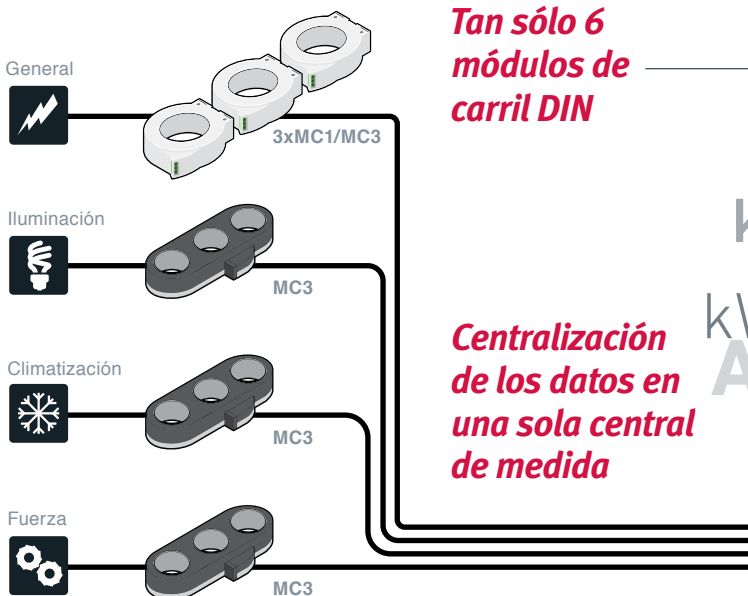 General
3xMC1/MC3
Iluminación
MC3
Climatización
MC3
Fuerza
MC3
Tan sólo 6
módulos de
carril DIN
Centralización
de los datos en
una sola central
de medida